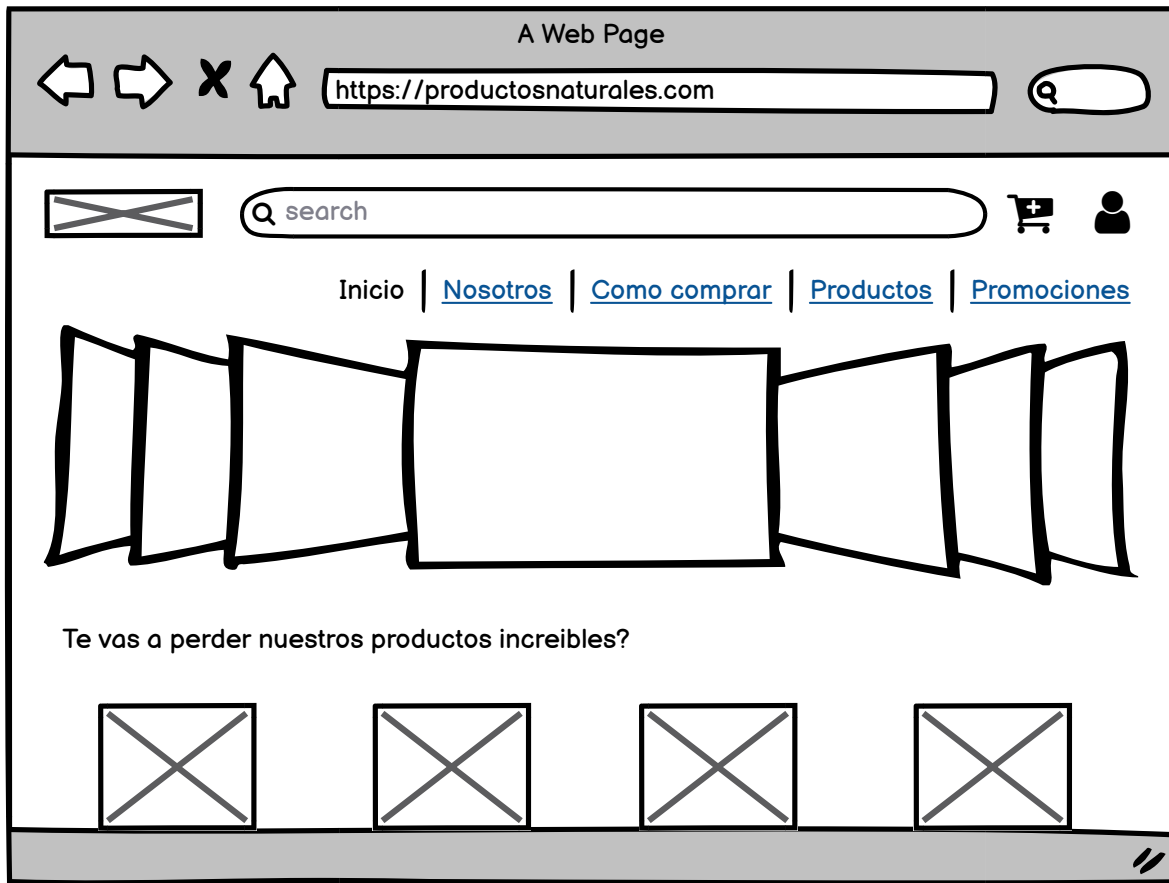 A Web Page
https://productosnaturales.com
search
Inicio Nosotros Como comprar Productos Promociones
Te vas a perder nuestros productos increibles?